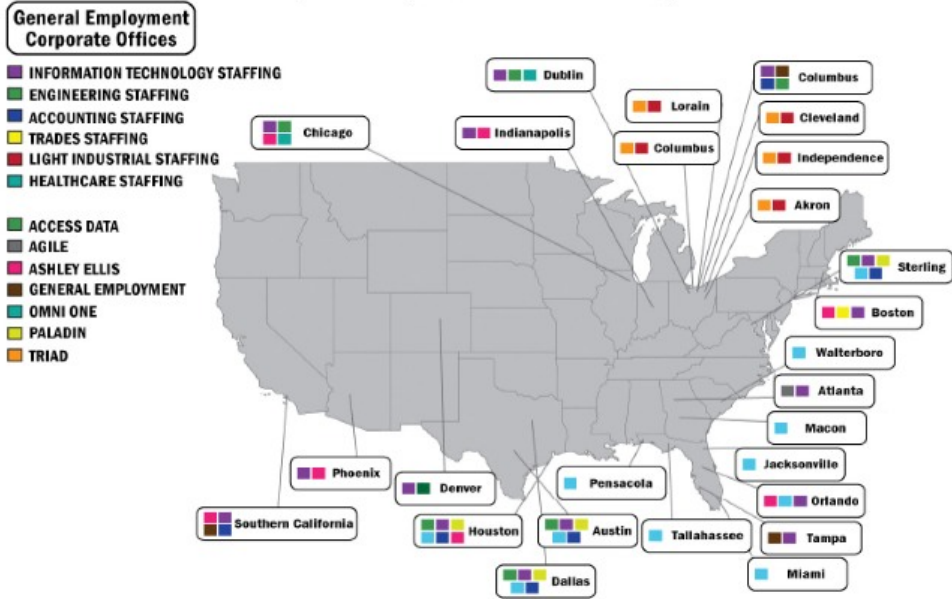 General Employment
Corporate Offices
INFORMATION TECHNOLOGY STAFFING
ENGINEERING STAFFING
ACCOUNTING STAFFING
TRADES STAFFING
LIGHT INDUSTRIAL STAFFING
HEALTHCARE STAFFING
ACCESS DATA
AGILE
ASHLEY ELLIS
GENERAL EMPLOYMENT
OMNI ONE
PALADIN
TRIAD
Dublin
Columbus
Lorain
Cleveland
Chicago
Indianapolis
Columbus
Independence
Akron
Sterling
Boston
Walterboro
Atlanta
Macon
Jacksonville
Phoenix
Denver
Pensacola
Orlando
Southern California
Houston
Austin
Tallahassee
Tampa
Dallas
Miami